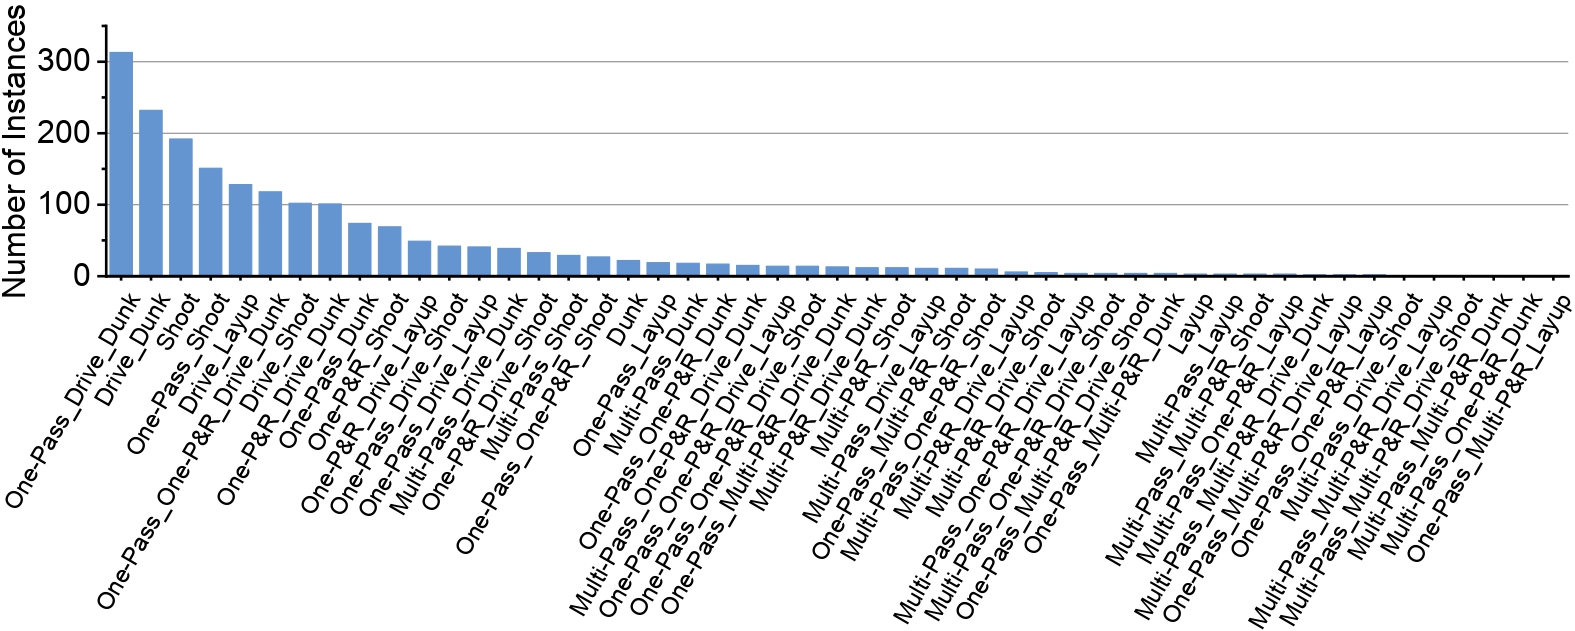 Number of Instances
300
200
100
0
One-Pass_Drive_Dunk
Drive_Dunk
Shoot
One-Pass_Shoot
Drive_Layup
One-Pass_One-P&R_Drive_Dunk
Drive_Shoot
One-P&R_Drive_Dunk
One-Pass_Dunk
One-P&R_Shoot
One-P&R_Drive_Layup
One-Pass_Drive_Shoot
One-Pass_Drive_Layup
Multi-Pass_Drive_Dunk
One-P&R_Drive_Shoot
Multi-Pass_Shoot
One-Pass_One-P&R_Shoot
Dunk
One-Pass_Layup
Multi-Pass_Dunk
One-Pass_One-P&R_Dunk
Multi-Pass_One-P&R_Drive_Dunk
One-Pass_One-P&R_Drive_Layup
One-Pass_One-P&R_Drive_Shoot
One-Pass_Multi-P&R_Drive_Dunk
Multi-P&R_Drive_Dunk
Multi-P&R_Shoot
Multi-Pass_Drive_Layup
One-Pass_Multi-P&R_Shoot
Multi-Pass_One-P&R_Shoot
Multi-P&R_Drive_Layup
Multi-P&R_Drive_Shoot
Multi-Pass_One-P&R_Drive_Layup
Multi-Pass_One-P&R_Drive_Shoot
One-Pass_Multi-P&R_Drive_Shoot
One-Pass_Multi-P&R_Dunk
Layup
Multi-Pass_Layup
Multi-Pass_Multi-P&R_Shoot
Multi-Pass_One-P&R_Layup
Multi-Pass_Multi-P&R_Drive_Dunk
One-Pass_Multi-P&R_Drive_Layup
One-Pass_One-P&R_Layup
Multi-Pass_Drive_Shoot
Multi-Pass_Multi-P&R_Drive_Layup
Multi-Pass_Multi-P&R_Drive_Shoot
Multi-Pass_Multi-P&R_Dunk
Multi-Pass_One-P&R_Dunk
One-Pass_Multi-P&R_Layup